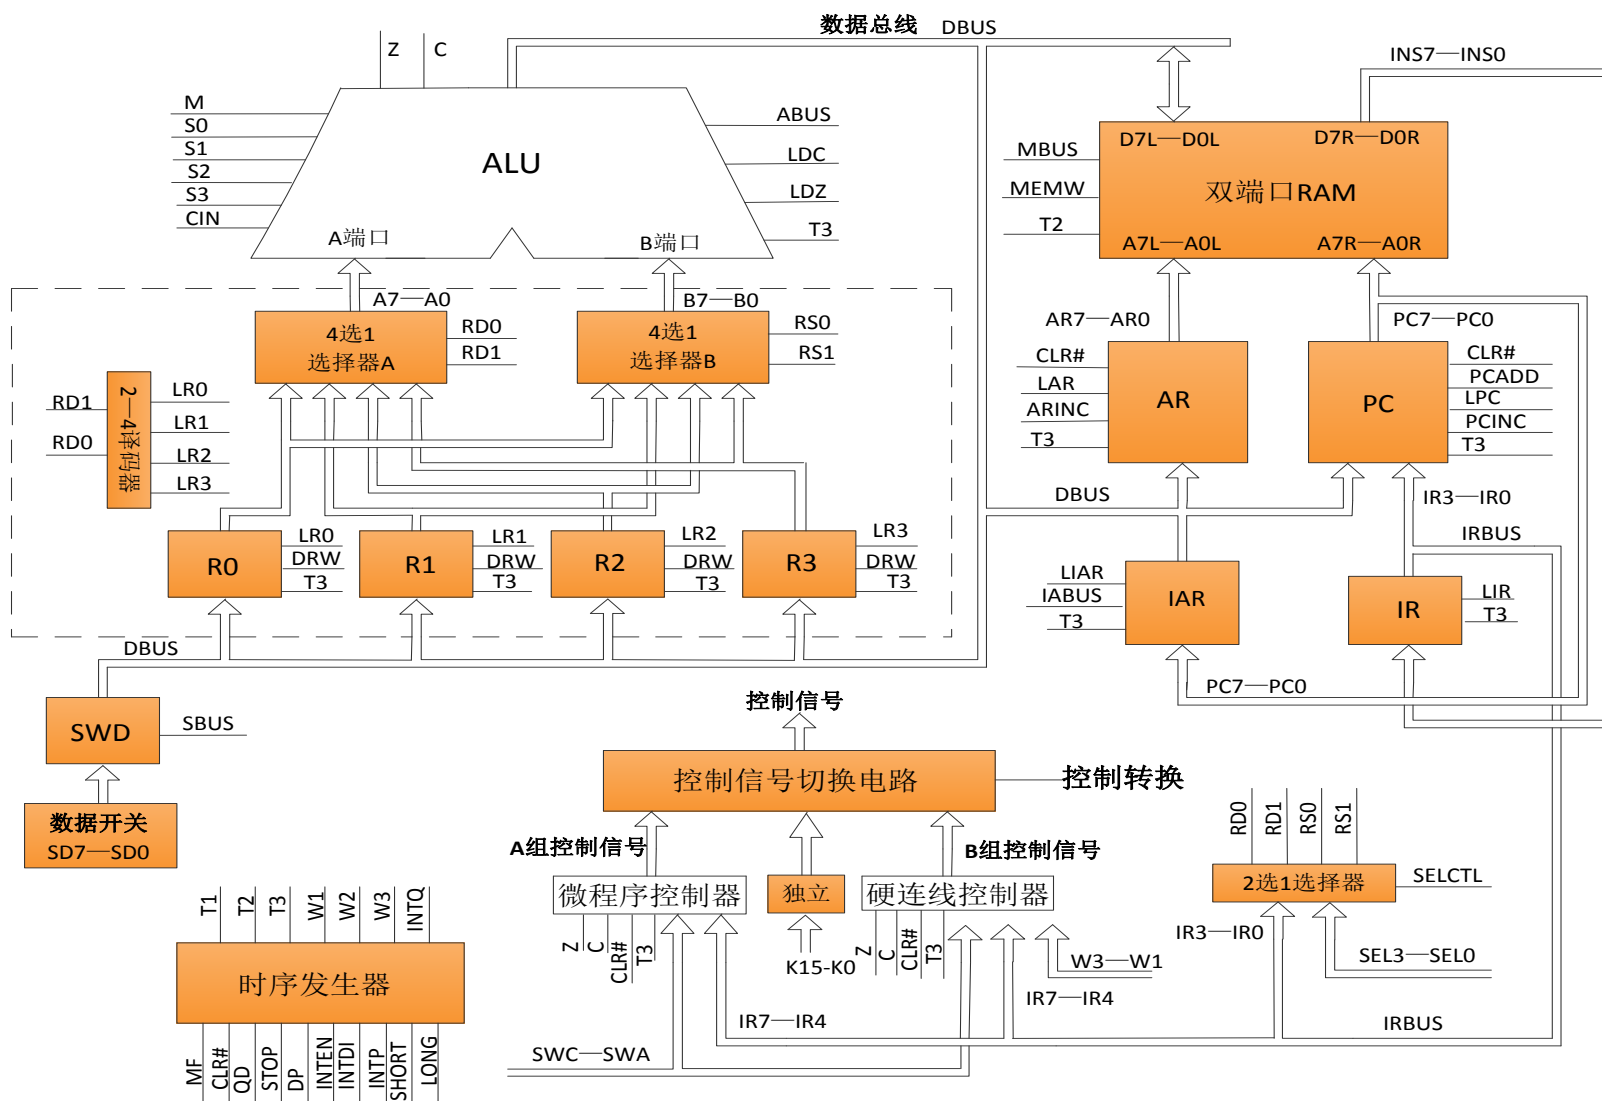 数据总线 DBUS
Z
C
INS7—INS0
M
S0
S1
S2
S3
CIN
ALU
ABUS
LDC
LDZ
T3
A端口
B端口
MBUS
MEMW
T2
D7L—D0L
D7R—D0R
双端口RAM
A7L—A0L
A7R—A0R
A7—A0
B7—B0
4选1
选择器A
RD0
RD1
4选1
选择器B
RS0
RS1
RD1
RD0
2—4译码器
LR0
LR1
LR2
LR3
AR7—AR0
PC7—PC0
CLR#
LAR
ARINC
T3
AR
PC
CLR#
PCADD
LPC
PCINC
T3
DBUS
IR3—IR0
IRBUS
R0
LR0
DRW
T3
R1
LR1
DRW
T3
R2
LR2
DRW
T3
R3
LR3
DRW
T3
LIAR
IABUS
T3
IAR
IR
LIR
T3
DBUS
PC7—PC0
SWD
SBUS
数据开关
SD7—SD0
控制信号
控制信号切换电路
控制转换
A组控制信号
B组控制信号
微程序控制器
独立
硬连线控制器
Z
C
CLR#
T3
K15-K0
Z
C
CLR#
T3
W3—W1
IR7—IR4
IR7—IR4
SWC—SWA
RD0
RD1
RS0
RS1
2选1选择器
SELCTL
IR3—IR0
SEL3—SEL0
IRBUS
T1
T2
T3
W1
W2
W3
INTQ
时序发生器
MF
CLR#
QD
STOP
DP
INTEN
INTDI
INTP
SHORT
LONG